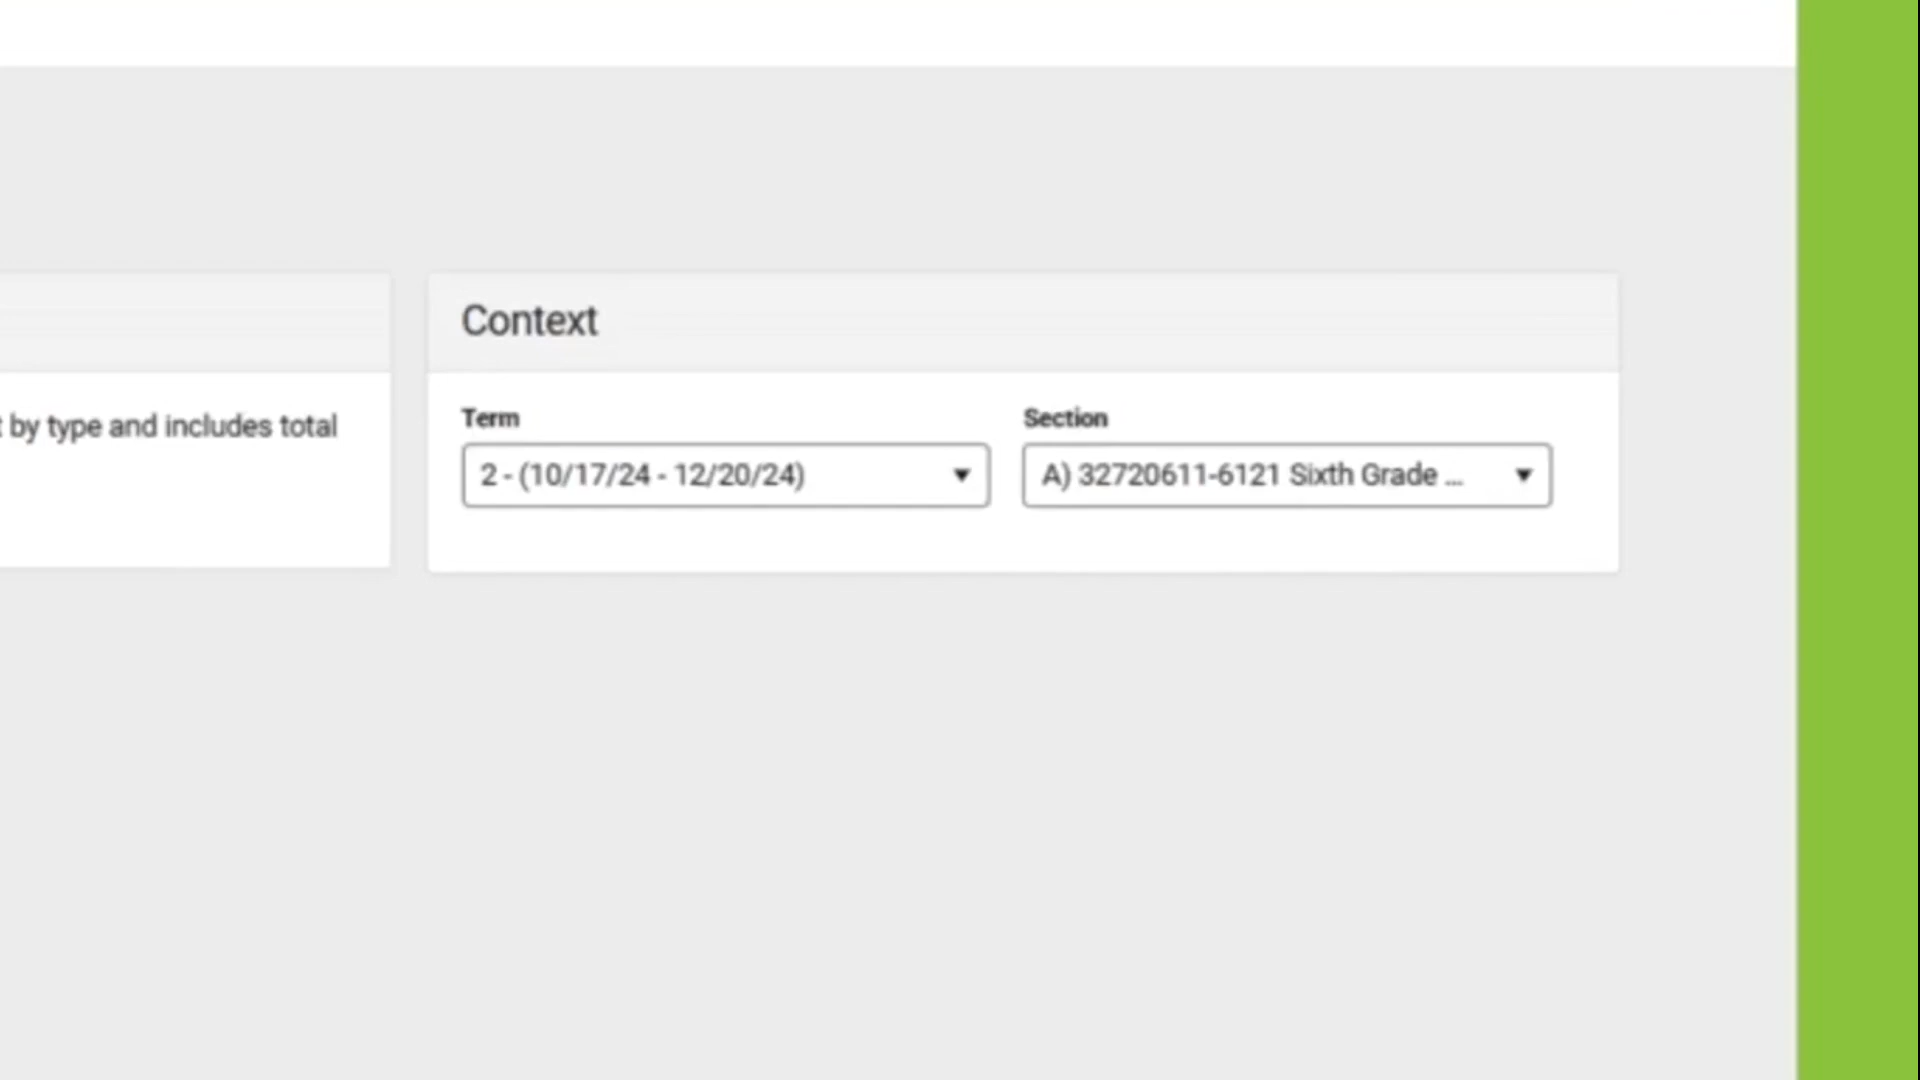 Context
by type and includes total
Term
Section
2 - (10/17/24 - 12/20/24)
A) 32720611-6121 Sixth Grade ...